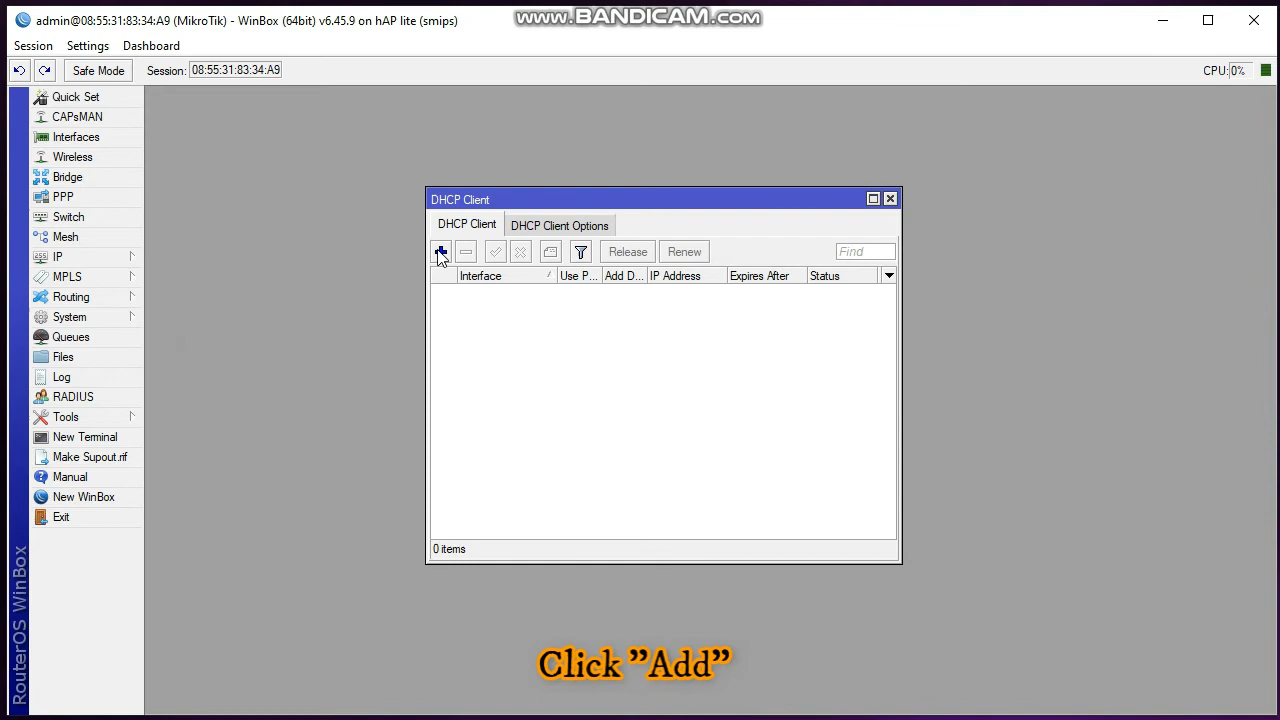 admin@08:55:31:83:34:A9 (MikroTik) - WinBox (64bit) v6.45.9 on hAP lite (smips)
www.BANDICAM.com
Session Settings Dashboard
Safe Mode Session: 08:55:31:83:34:A9 CPU: 0%
Quick Set
CAPsMAN
Interfaces
Wireless
Bridge
PPP
Switch
Mesh
IP
MPLS
Routing
System
Queues
Files
Log
RADIUS
Tools
New Terminal
Make Supout.rif
Manual
New WinBox
Exit
RouterOS WinBox
DHCP Client
DHCP Client DHCP Client Options
Release Renew Find
Interface Use P... Add D... IP Address Expires After Status
0 items
Click "Add"